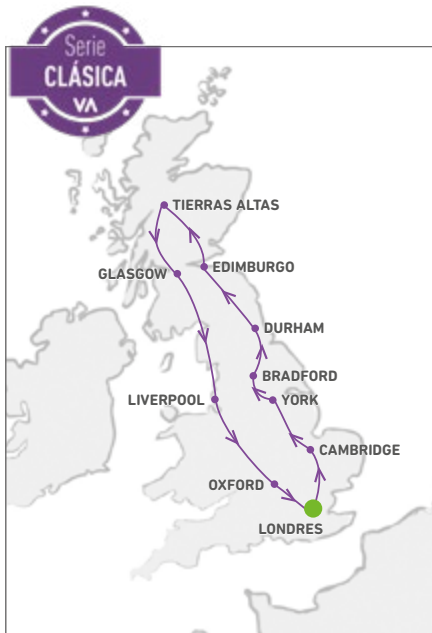 Serie
CLÁSICA
VA
TIERRAS ALTAS
EDIMBURGO
GLASGOW
DURHAM
BRADFORD
LIVERPOOL
YORK
CAMBRIDGE
OXFORD
LONDRES